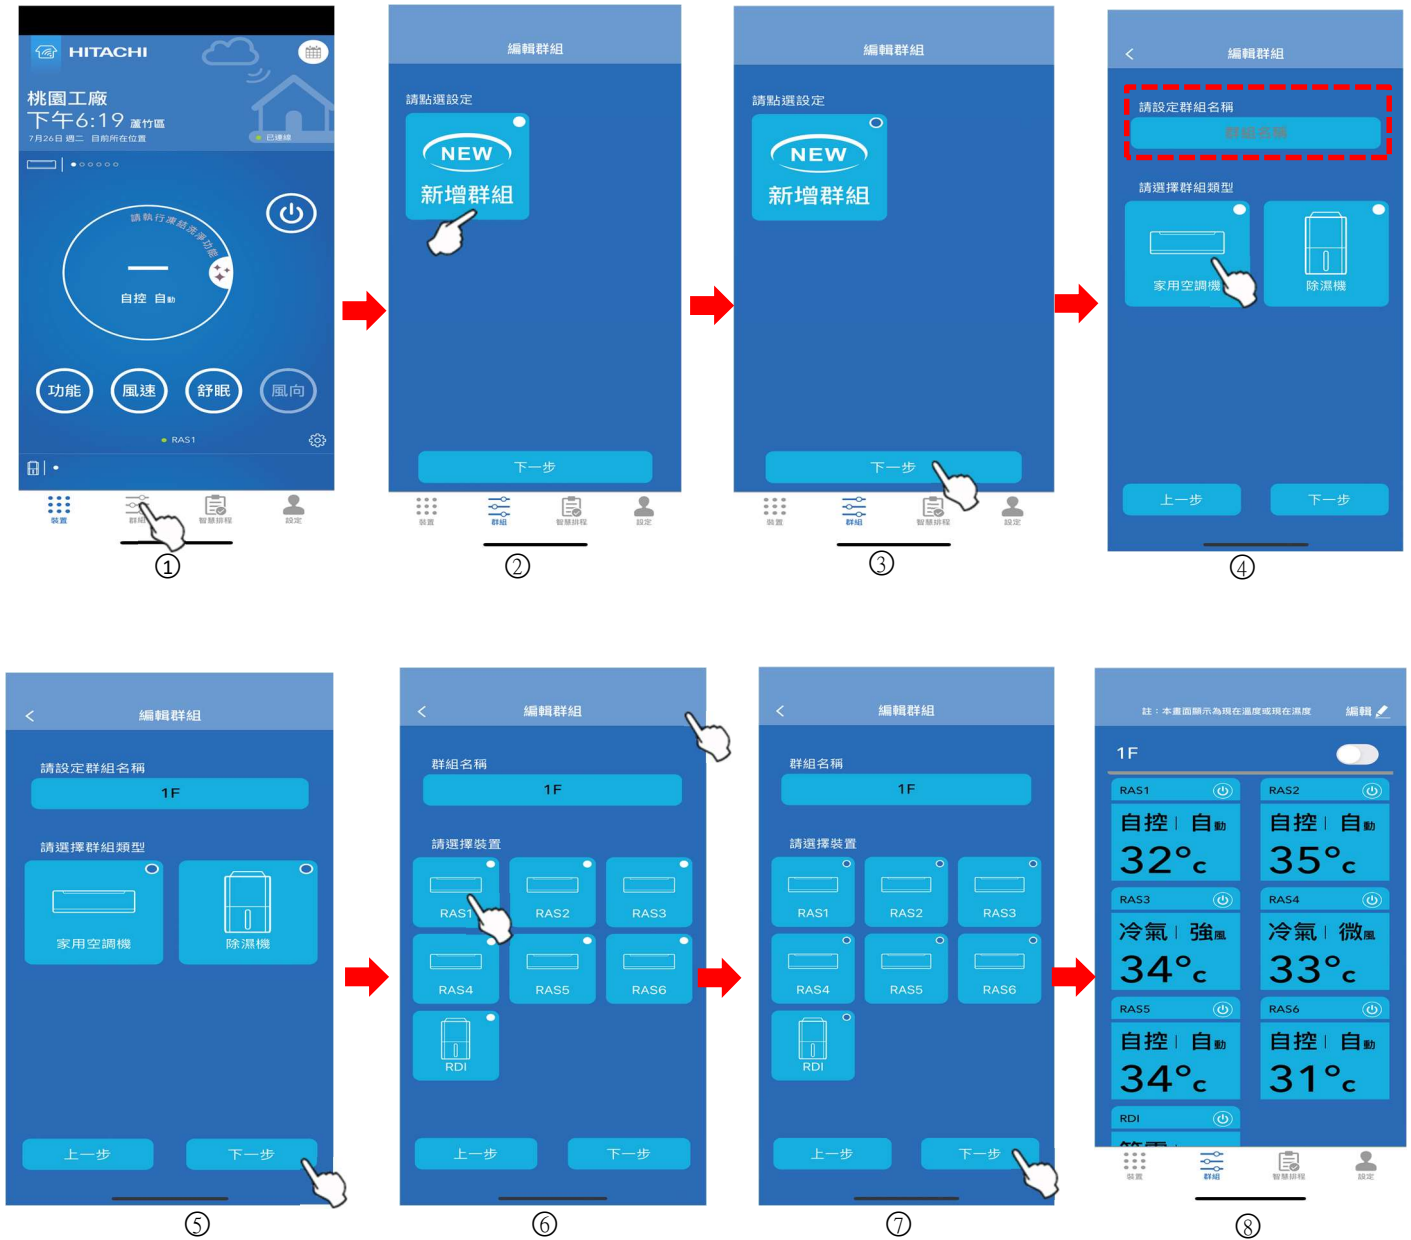 HITACHI
桃園工廠
下午6:19 蘆竹區
7月26日 週二 目前所在位置
已連線
請執行凍結洗淨功能
自控 自動
功能
風速
舒眠
風向
RAS1
裝置
群組
智慧排程
設定
①
編輯群組
請點選設定
NEW
新增群組
下一步
裝置
群組
智慧排程
設定
②
編輯群組
請點選設定
NEW
新增群組
下一步
裝置
群組
智慧排程
設定
③
編輯群組
請設定群組名稱
群組名稱
請選擇群組類型
家用空調機
除濕機
上一步
下一步
④
編輯群組
請設定群組名稱
1F
請選擇群組類型
家用空調機
除濕機
上一步
下一步
⑤
編輯群組
群組名稱
1F
請選擇裝置
RAS1
RAS2
RAS3
RAS4
RAS5
RAS6
RDI
上一步
下一步
⑥
編輯群組
群組名稱
1F
請選擇裝置
RAS1
RAS2
RAS3
RAS4
RAS5
RAS6
RDI
上一步
下一步
⑦
註：本畫面顯示為現在溫度或現在濕度
編輯
1F
RAS1
自控 | 自動
32°c
RAS2
自控 | 自動
35°c
RAS3
冷氣 | 強風
34°c
RAS4
冷氣 | 微風
33°c
RAS5
自控 | 自動
34°c
RAS6
自控 | 自動
31°c
RDI
裝置
群組
智慧排程
設定
⑧